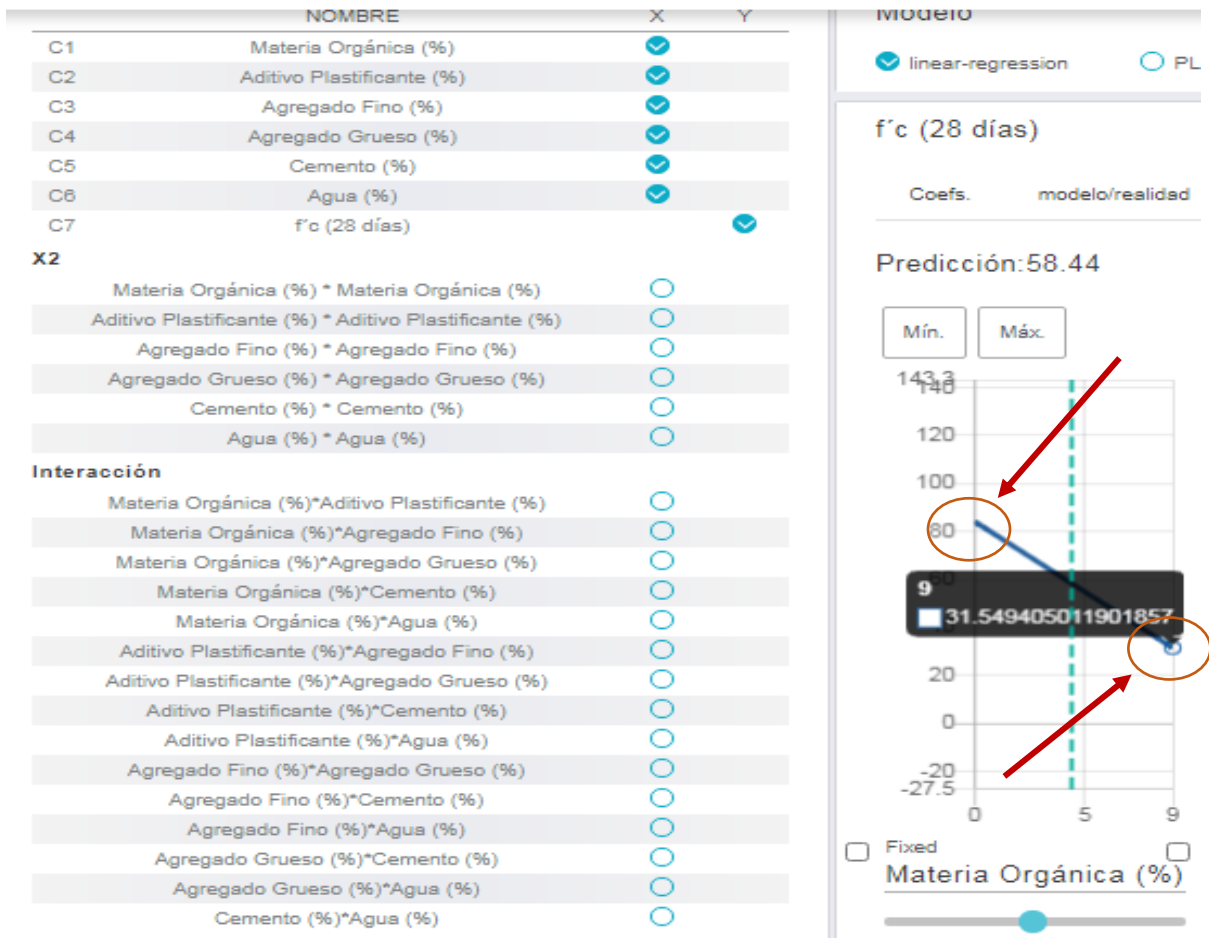 NOMBRE X Y
C1 Materia Orgánica (%)
C2 Aditivo Plastificante (%)
C3 Agregado Fino (%)
C4 Agregado Grueso (%)
C5 Cemento (%)
C6 Agua (%)
C7 f´c (28 días)
X2
Materia Orgánica (%) * Materia Orgánica (%)
Aditivo Plastificante (%) * Aditivo Plastificante (%)
Agregado Fino (%) * Agregado Fino (%)
Agregado Grueso (%) * Agregado Grueso (%)
Cemento (%) * Cemento (%)
Agua (%) * Agua (%)
Interacción
Materia Orgánica (%)*Aditivo Plastificante (%)
Materia Orgánica (%)*Agregado Fino (%)
Materia Orgánica (%)*Agregado Grueso (%)
Materia Orgánica (%)*Cemento (%)
Materia Orgánica (%)*Agua (%)
Aditivo Plastificante (%)*Agregado Fino (%)
Aditivo Plastificante (%)*Agregado Grueso (%)
Aditivo Plastificante (%)*Cemento (%)
Aditivo Plastificante (%)*Agua (%)
Agregado Fino (%)*Agregado Grueso (%)
Agregado Fino (%)*Cemento (%)
Agregado Fino (%)*Agua (%)
Agregado Grueso (%)*Cemento (%)
Agregado Grueso (%)*Agua (%)
Cemento (%)*Agua (%)
Modelo
linear-regression PL
f´c (28 días)
Coefs. modelo/realidad
Predicción:58.44
Mín. Máx.
143.3
140
120
100
80
60
9
31.549405011901857
40
20
0
-20
-27.5
0 5 9
Fixed
Materia Orgánica (%)